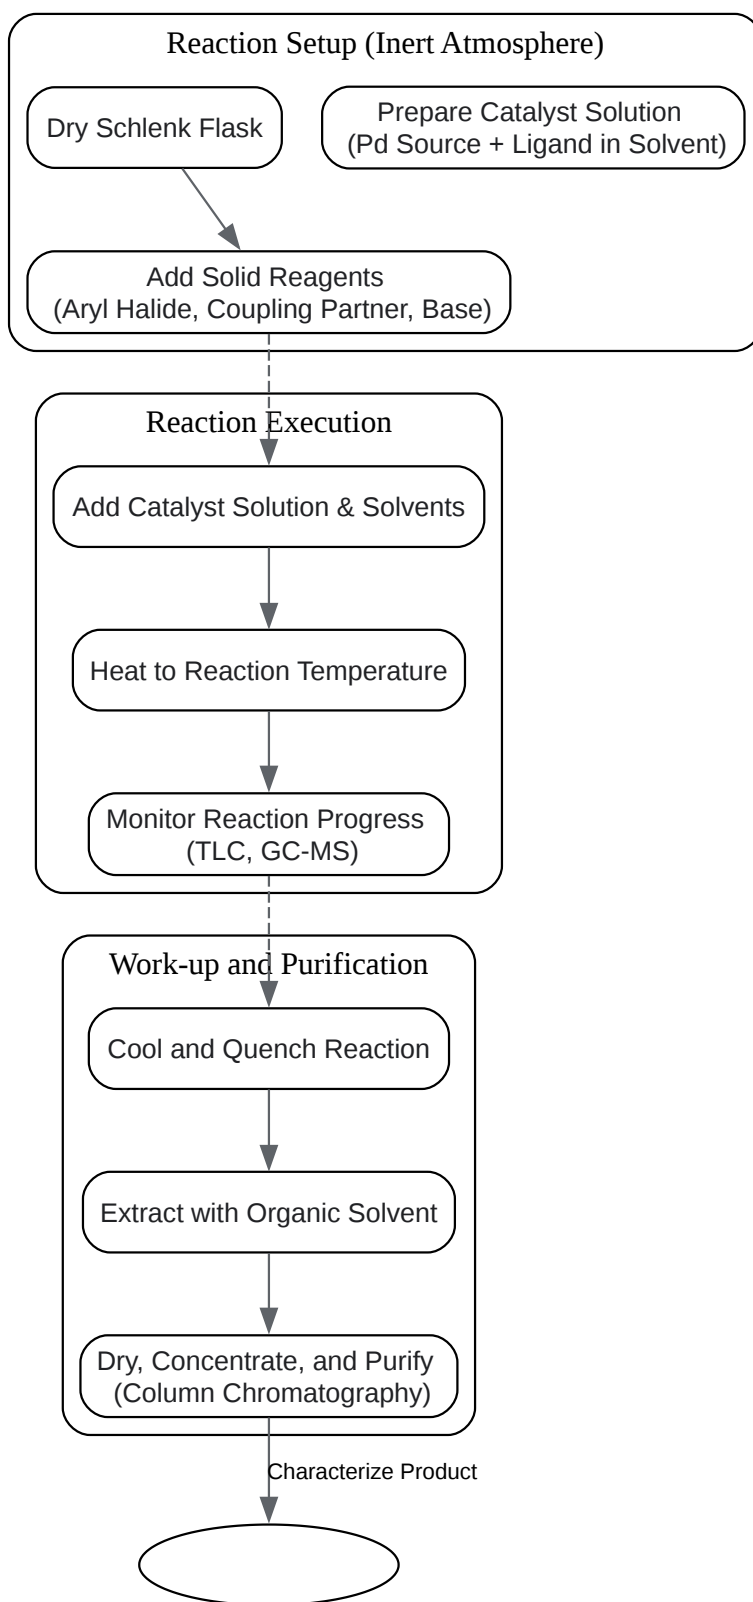 Reaction Setup (Inert Atmosphere)
Dry Schlenk Flask
Prepare Catalyst Solution
(Pd Source + Ligand in Solvent)
Add Solid Reagents
(Aryl Halide, Coupling Partner, Base)
Reaction Execution
Add Catalyst Solution & Solvents
Heat to Reaction Temperature
Monitor Reaction Progress
(TLC, GC-MS)
Work-up and Purification
Cool and Quench Reaction
Extract with Organic Solvent
Dry, Concentrate, and Purify
(Column Chromatography)
Characterize Product